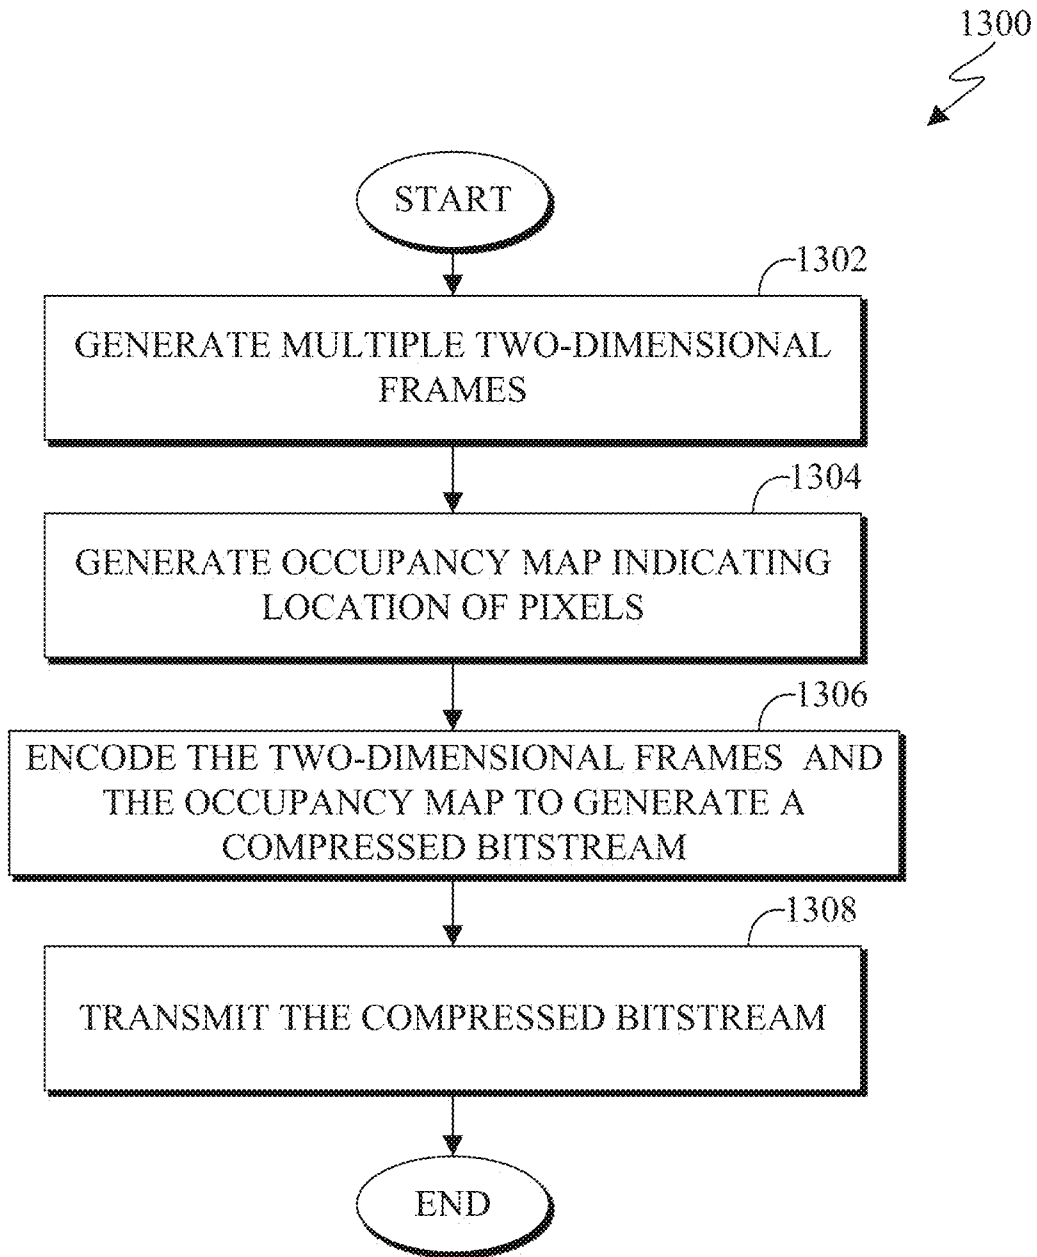 1300
START
1302
GENERATE MULTIPLE TWO-DIMENSIONAL
FRAMES
1304
GENERATE OCCUPANCY MAP INDICATING
LOCATION OF PIXELS
1306
ENCODE THE TWO-DIMENSIONAL FRAMES AND
THE OCCUPANCY MAP TO GENERATE A
COMPRESSED BITSTREAM
1308
TRANSMIT THE COMPRESSED BITSTREAM
END